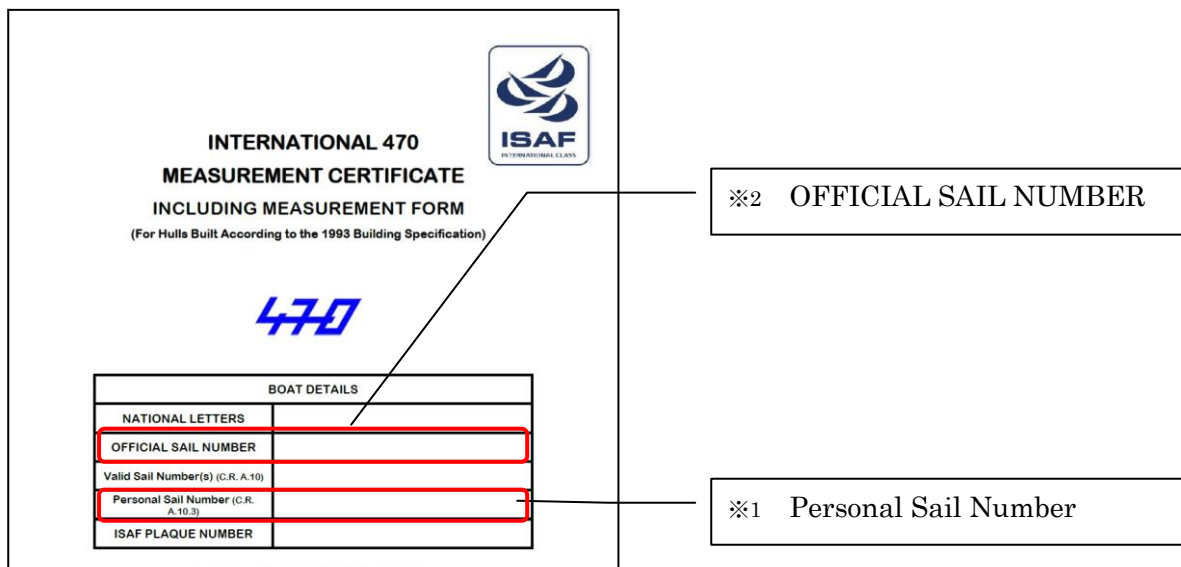 ISAF
INTERNATIONAL CLASS
INTERNATIONAL 470
MEASUREMENT CERTIFICATE
INCLUDING MEASUREMENT FORM
(For Hulls Built According to the 1993 Building Specification)
470
BOAT DETAILS
NATIONAL LETTERS
OFFICIAL SAIL NUMBER
Valid Sail Number(s) (C.R. A.10)
Personal Sail Number (C.R.
A.10.3)
ISAF PLAQUE NUMBER
※2 OFFICIAL SAIL NUMBER
※1 Personal Sail Number